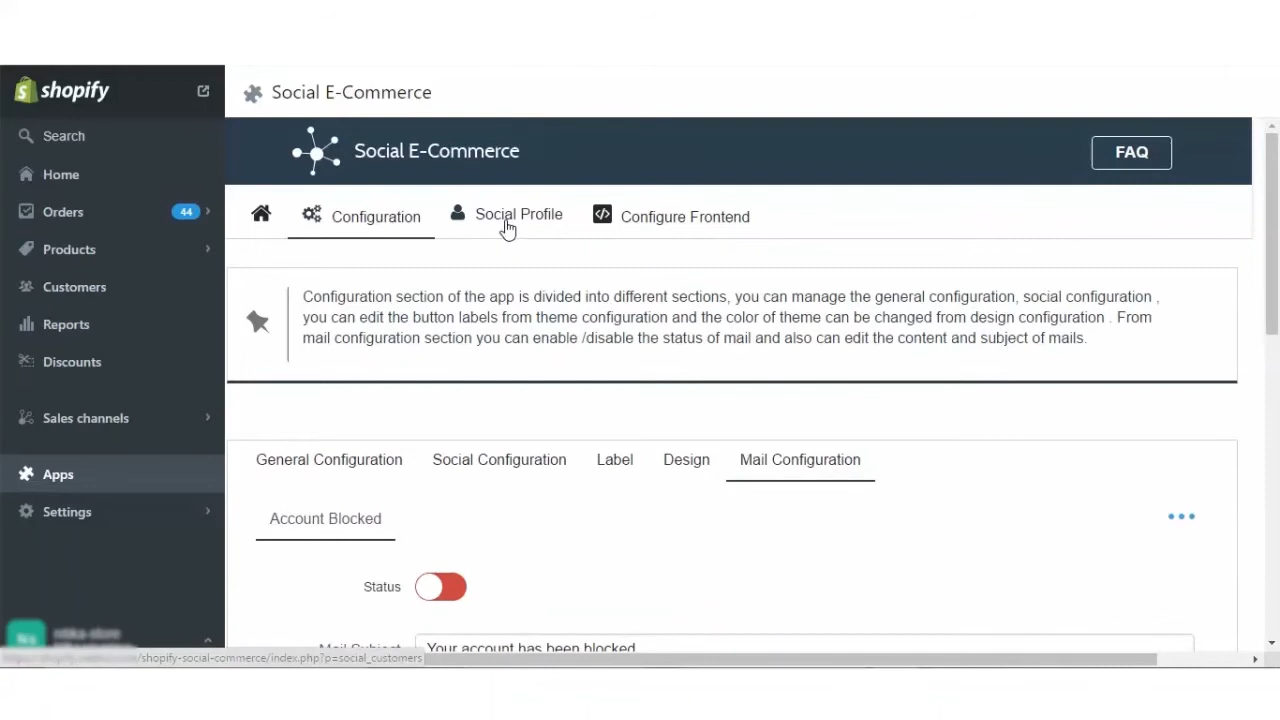 shopify
Social E-Commerce
Search
Home
Orders
44
Products
Customers
Reports
Discounts
Sales channels
Apps
Settings
Social E-Commerce
FAQ
Configuration
Social Profile
Configure Frontend
Configuration section of the app is divided into different sections, you can manage the general configuration, social configuration ,
you can edit the button labels from theme configuration and the color of theme can be changed from design configuration . From
mail configuration section you can enable /disable the status of mail and also can edit the content and subject of mails.
General Configuration
Social Configuration
Label
Design
Mail Configuration
Account Blocked
Status
Mail Subject
Your account has been blocked
/shopify-social-commerce/index.php?p=social_customers